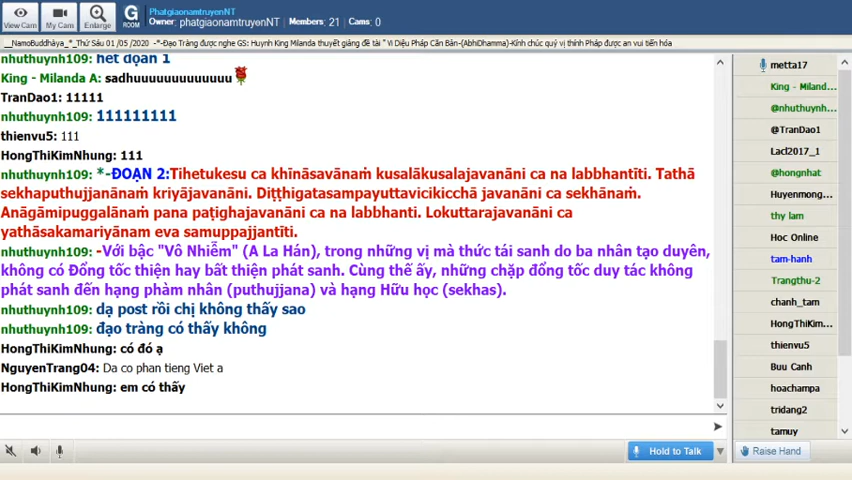 View Cam
My Cam
Enlarge
G
ROOM
PhatgiaonamtruyenNT
Owner: phatgiaonamtruyenNT Members: 21 Cams: 0
__NamoBuddhàya_*_Thứ Sáu 01 /05 /2020 -*-Đạo Tràng được nghe GS: Huynh King Milanda thuyết giảng đề tài " Vi Diệu Pháp Căn Bản-(AbhiDhamma)-Kính chúc quý vị thính Pháp được an vui tiến hóa
nhuthuynh109: hết đoạn 1
King - Milanda A: sadhuuuuuuuuuuuuu
TranDao1: 11111
nhuthuynh109: 111111111
thienvu5: 111
HongThiKimNhung: 111
*-ĐOẠN 2:Tihetukesu ca khīnāsavānaṁ kusalākusalajavanāni ca na labbhantīti. Tathā
sekhaputhujjanānaṁ kriyājavanāni. Diṭṭhigatasampayuttavicikicchā javanāni ca sekhānaṁ.
Anāgāmipuggalānaṁ pana paṭighajavanāni ca na labbhanti. Lokuttarajavanāni ca
yathāsakamariyānaṁ eva samuppajjantīti.
nhuthuynh109: -Với bậc "Vô Nhiễm" (A La Hán), trong những vị mà thức tái sanh do ba nhân tạo duyên,
không có Đổng tốc thiện hay bất thiện phát sanh. Cùng thế ấy, những chặp đổng tốc duy tác không
phát sanh đến hạng phàm nhân (puthujjana) và hạng Hữu học (sekhas).
nhuthuynh109: dạ post rồi chị không thấy sao
nhuthuynh109: đạo tràng có thấy không
HongThiKimNhung: có đó ạ
NguyenTrang04: Da co phan tieng Viet a
HongThiKimNhung: em có thấy
metta17
King - Miland...
@nhuthuynh...
@TranDao1
Lacl2017_1
@hongnhat
Huyenmong...
thy lam
Hoc Online
tam-hanh
Trangthu-2
chanh_tam
HongThiKim...
thienvu5
Buu Canh
hoachampa
tridang2
tamuy
Hold to Talk
Raise Hand